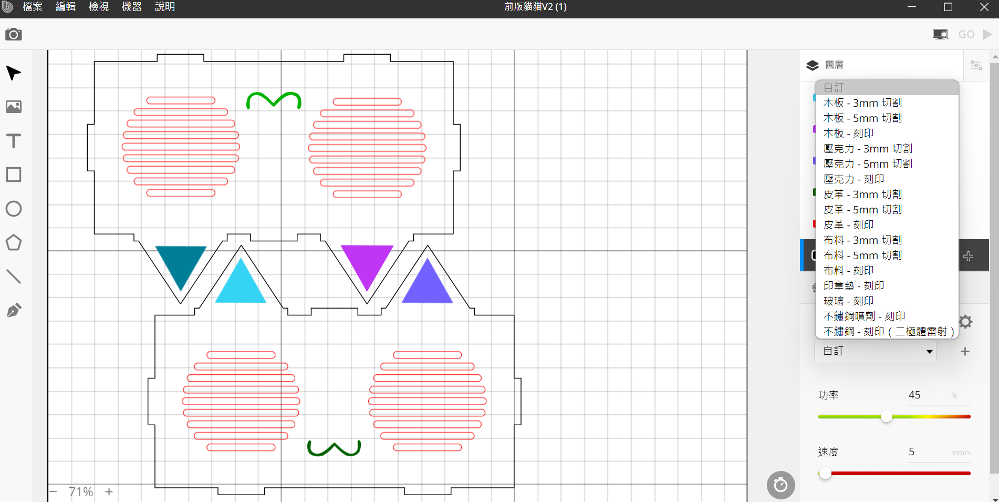 檔案 編輯 檢視 機器 說明 前版貓貓V2 (1)
GO
圖層
自訂
木板 - 3mm 切割
木板 - 5mm 切割
木板 - 刻印
壓克力 - 3mm 切割
壓克力 - 5mm 切割
壓克力 - 刻印
皮革 - 3mm 切割
皮革 - 5mm 切割
皮革 - 刻印
布料 - 3mm 切割
布料 - 5mm 切割
布料 - 刻印
印章墊 - 刻印
玻璃 - 刻印
不鏽鋼噴劑 - 刻印
不鏽鋼 - 刻印 ( 二極體雷射 )
自訂
功率 45 %
速度 5 mm/s
71%